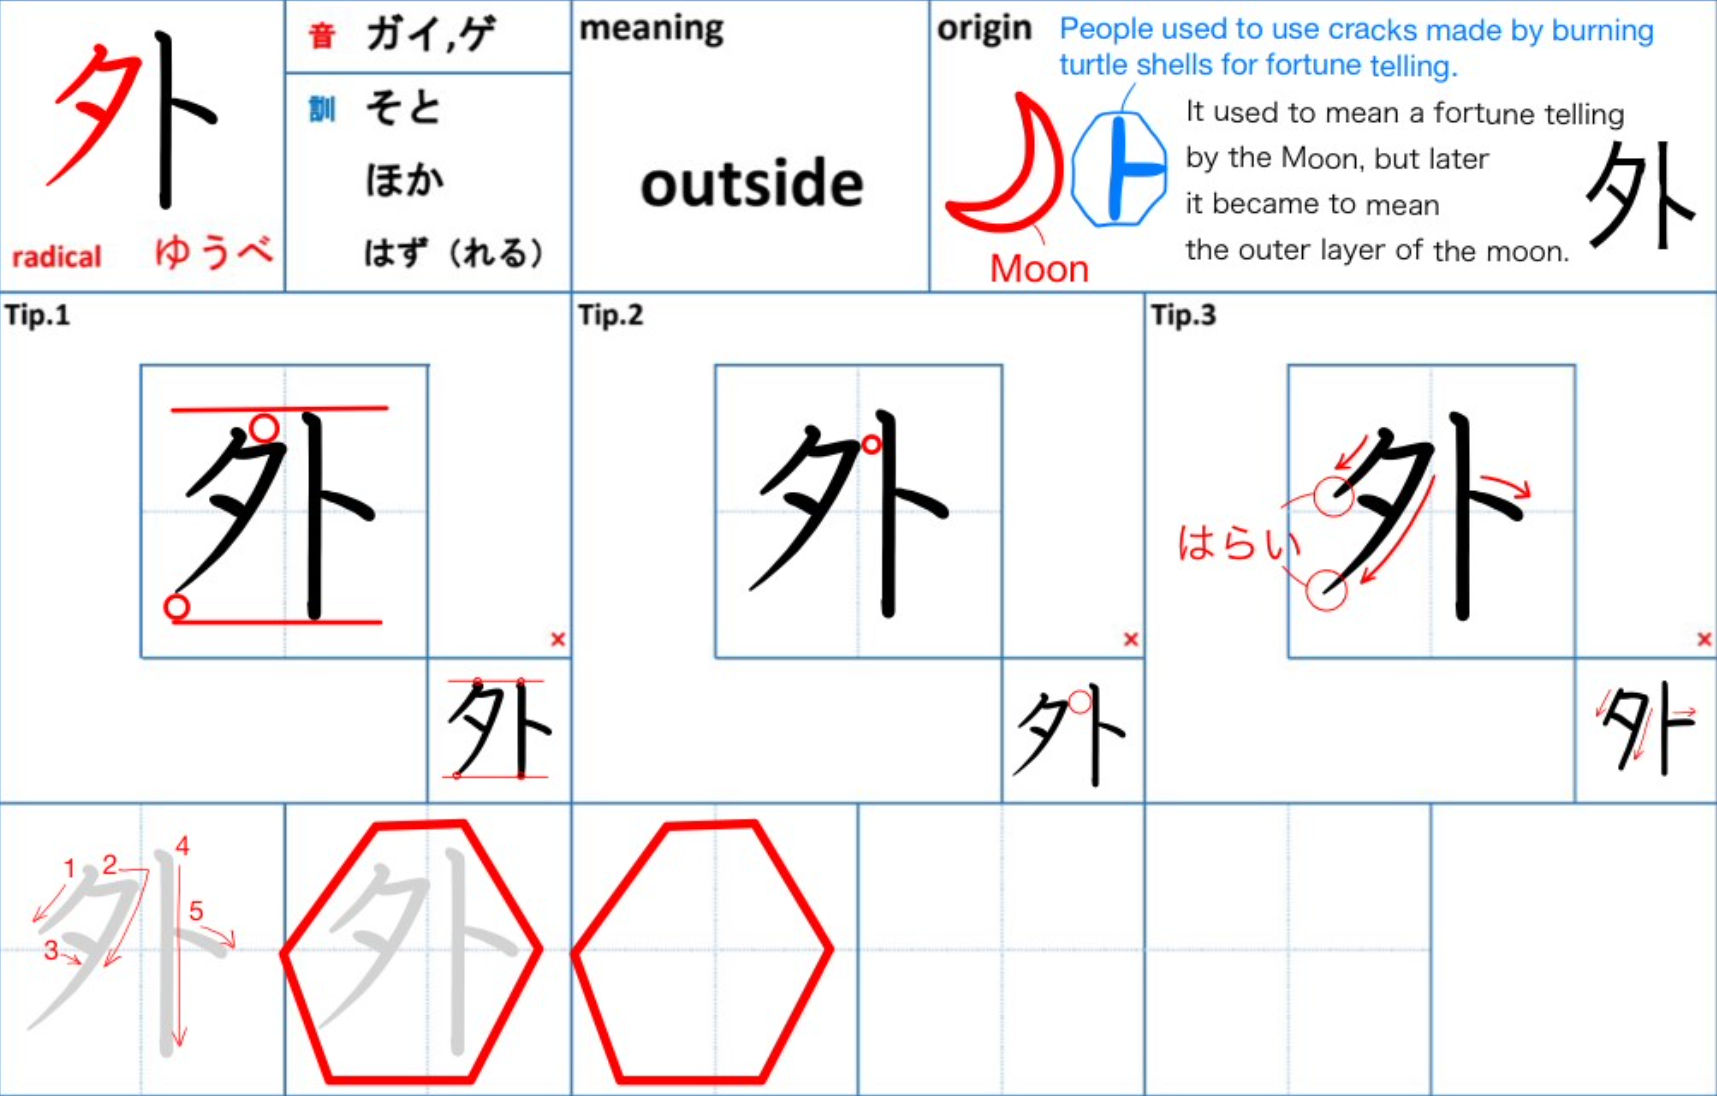 外
radical ゆうべ
音 ガイ,ゲ
訓 そと
ほか
はず（れる）
meaning
outside
origin
People used to use cracks made by burning
turtle shells for fortune telling.
It used to mean a fortune telling
by the Moon, but later
it became to mean
the outer layer of the moon.
Moon
外
Tip.1
外
×
外
Tip.2
外
×
外
Tip.3
外
はらい
×
外
外
1
2
3
4
5
外